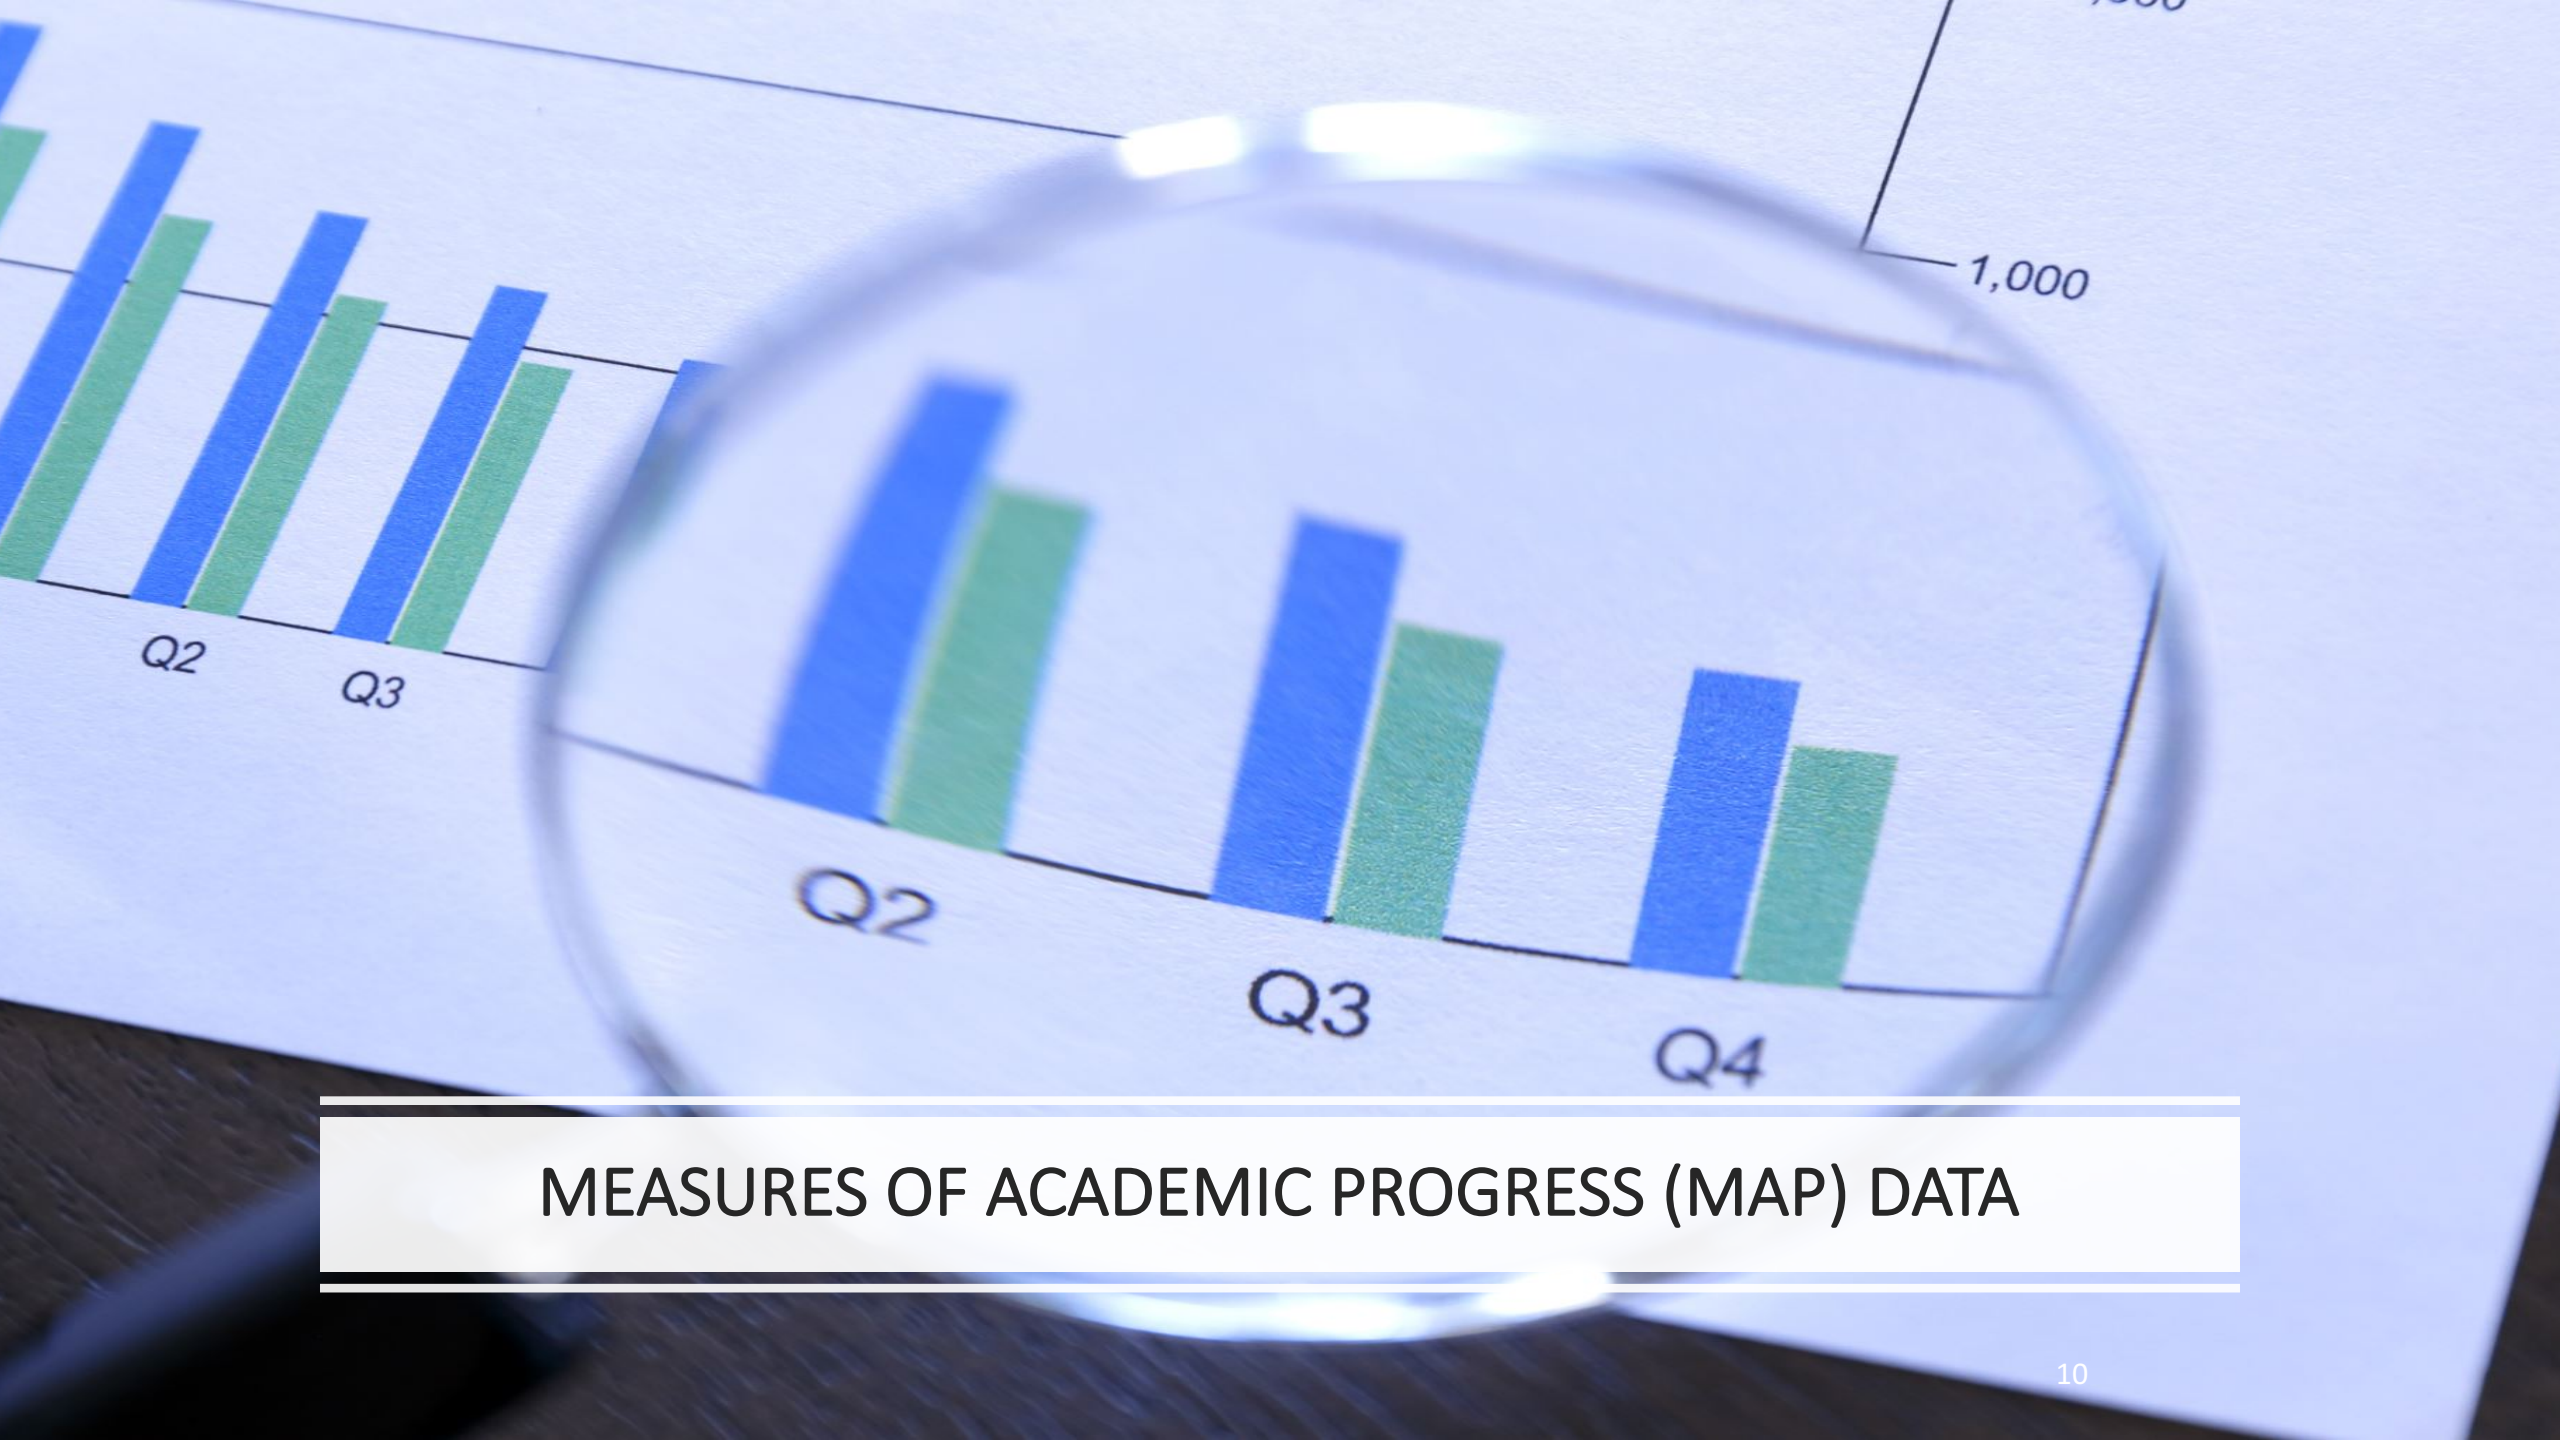 1,000
Q2
Q3
Q2
Q3
Q4
MEASURES OF ACADEMIC PROGRESS (MAP) DATA
10